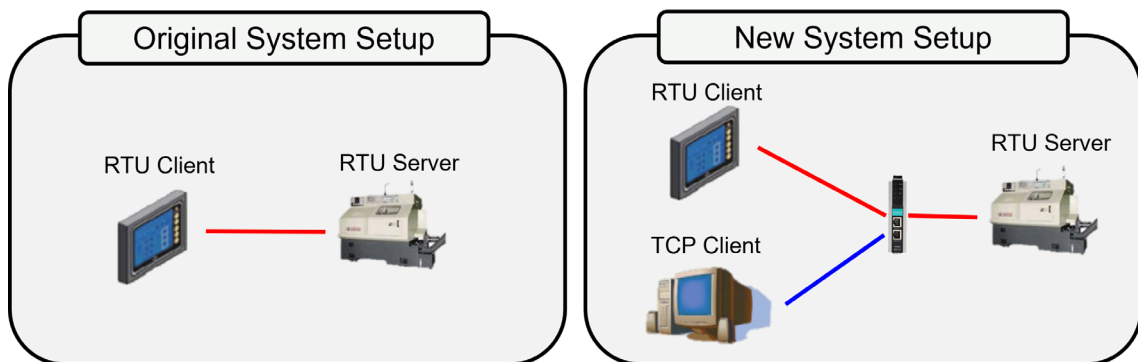 Original System Setup
RTU Client
RTU Server
New System Setup
RTU Client
RTU Server
TCP Client